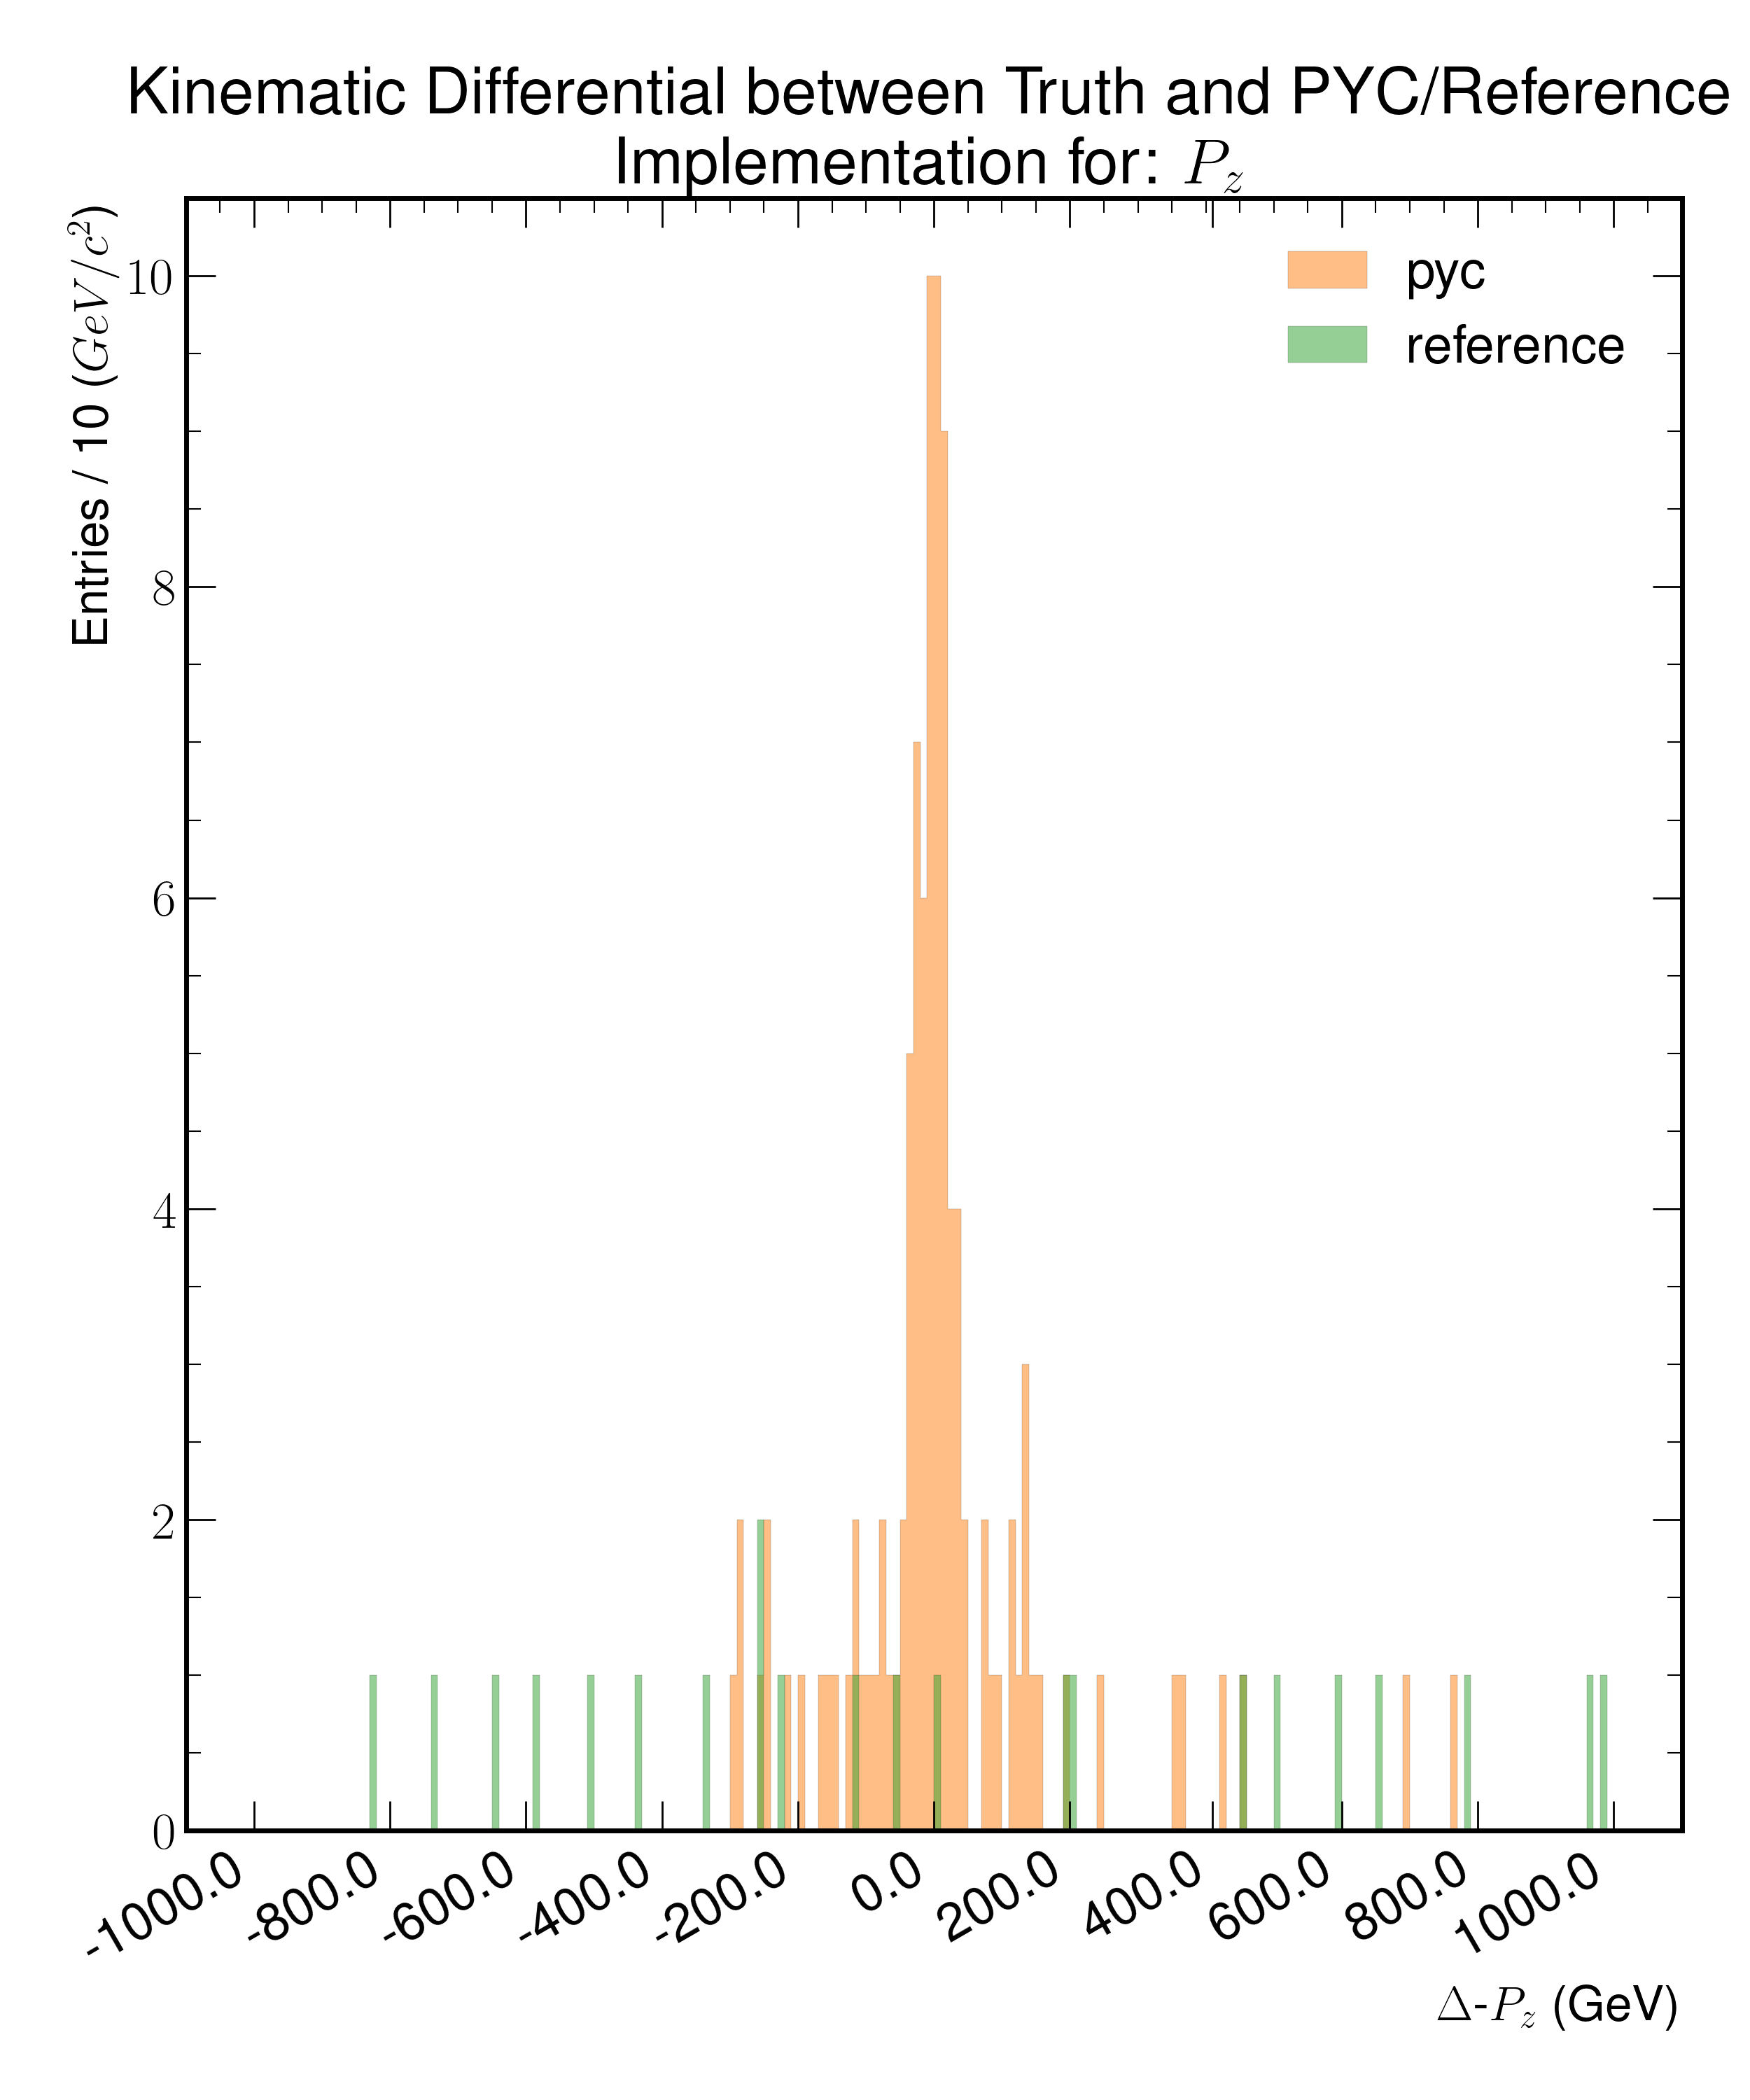 Kinematic Differential between Truth and PYC/Reference
Implementation for: P_z
Entries / 10 (GeV/c²)
10
8
6
4
2
0
pyc
reference
-1000.0 -800.0 -600.0 -400.0 -200.0 0.0 200.0 400.0 600.0 800.0 1000.0
Δ-P_z (GeV)